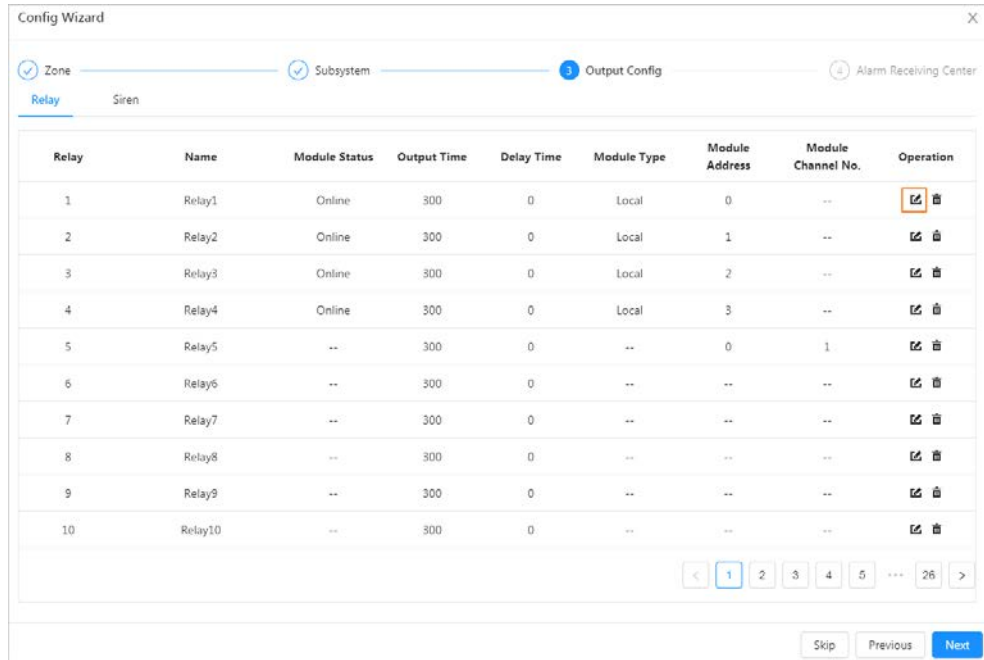 Config Wizard X
Zone Subsystem 3 Output Config 4 Alarm Receiving Center
Relay Siren
Relay Name Module Status Output Time Delay Time Module Type Module Address Module Channel No. Operation
1 Relay1 Online 300 0 Local 0 --
2 Relay2 Online 300 0 Local 1 --
3 Relay3 Online 300 0 Local 2 --
4 Relay4 Online 300 0 Local 3 --
5 Relay5 -- 300 0 -- 0 1
6 Relay6 -- 300 0 -- -- --
7 Relay7 -- 300 0 -- -- --
8 Relay8 -- 300 0 -- -- --
9 Relay9 -- 300 0 -- -- --
10 Relay10 -- 300 0 -- -- --
< 1 2 3 4 5 ••• 26 >
Skip Previous Next